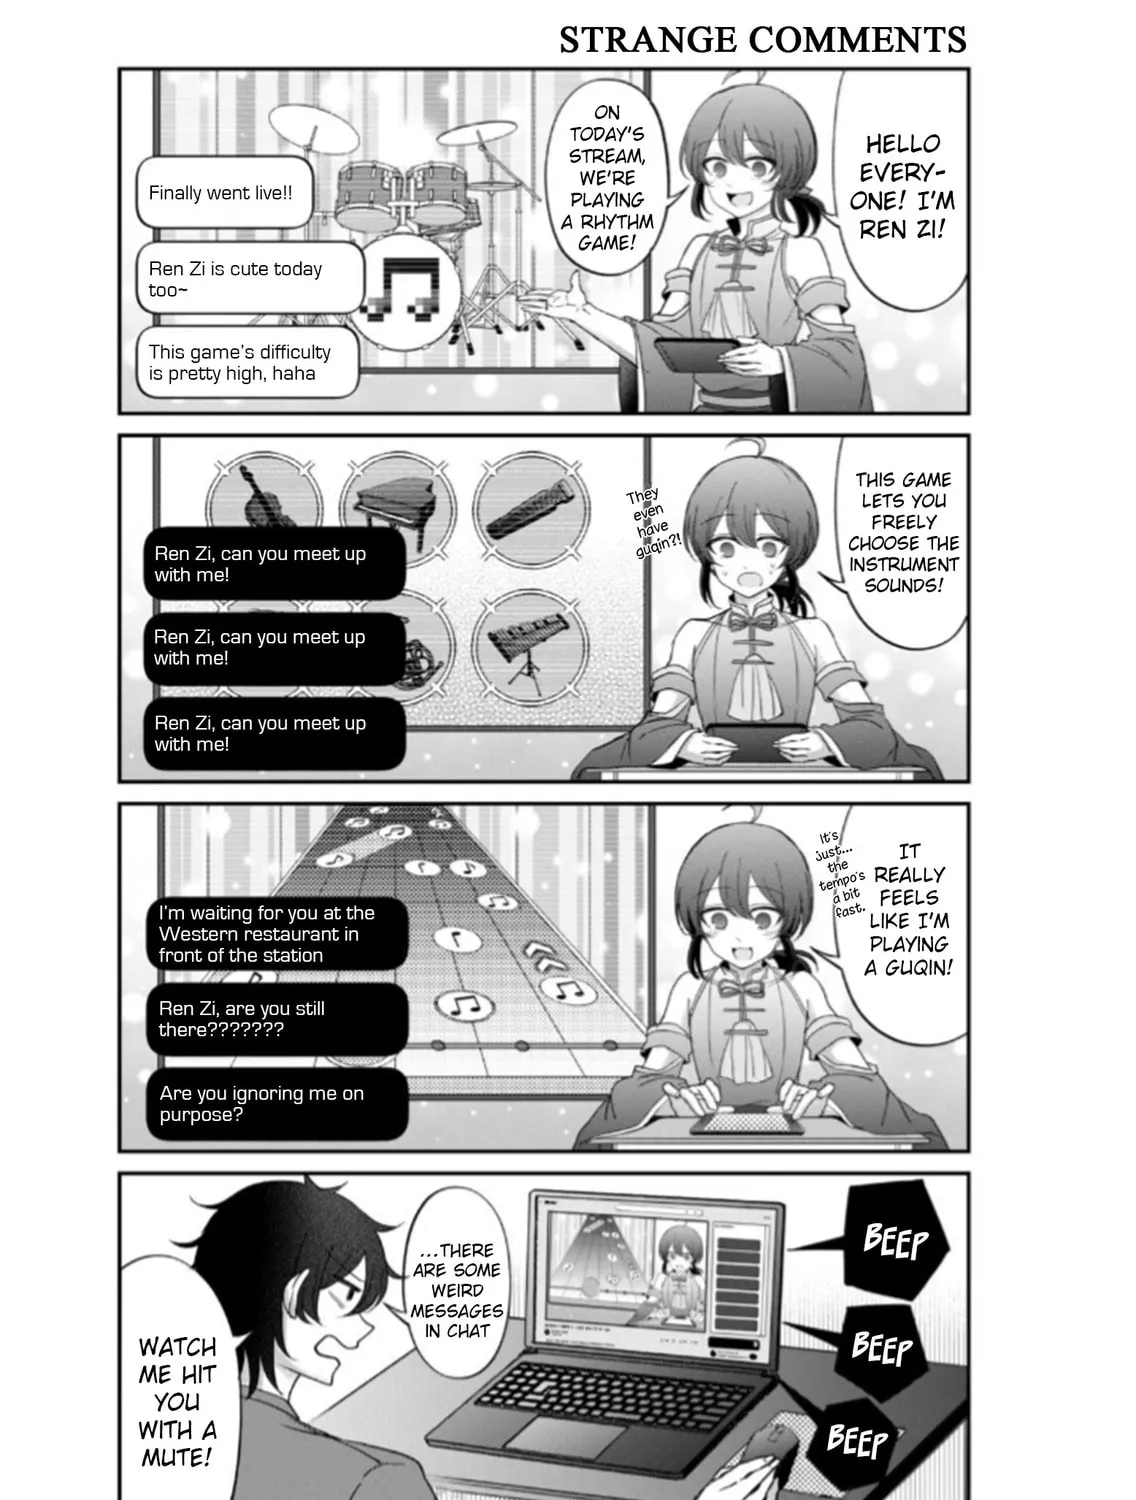 STRANGE COMMENTS
HELLO
EVERY-
ONE! I'M
REN ZI!
ON
TODAY'S
STREAM,
WE'RE
PLAYING
A RHYTHM
GAME!
Finally went live!!
Ren Zi is cute today
too~
This game's difficulty
is pretty high, haha
THIS GAME
LETS YOU
FREELY
CHOOSE THE
INSTRUMENT
SOUNDS!
They
even
have
guqin?!
Ren Zi, can you meet up
with me!
Ren Zi, can you meet up
with me!
Ren Zi, can you meet up
with me!
IT
REALLY
FEELS
LIKE I'M
PLAYING
A GUQIN!
It's
just...
the
tempo's
a bit
fast.
I'm waiting for you at the
Western restaurant in
front of the station
Ren Zi, are you still
there???????
Are you ignoring me on
purpose?
BEEP
BEEP
BEEP
...THERE
ARE SOME
WEIRD
MESSAGES
IN CHAT
WATCH
ME HIT
YOU
WITH A
MUTE!